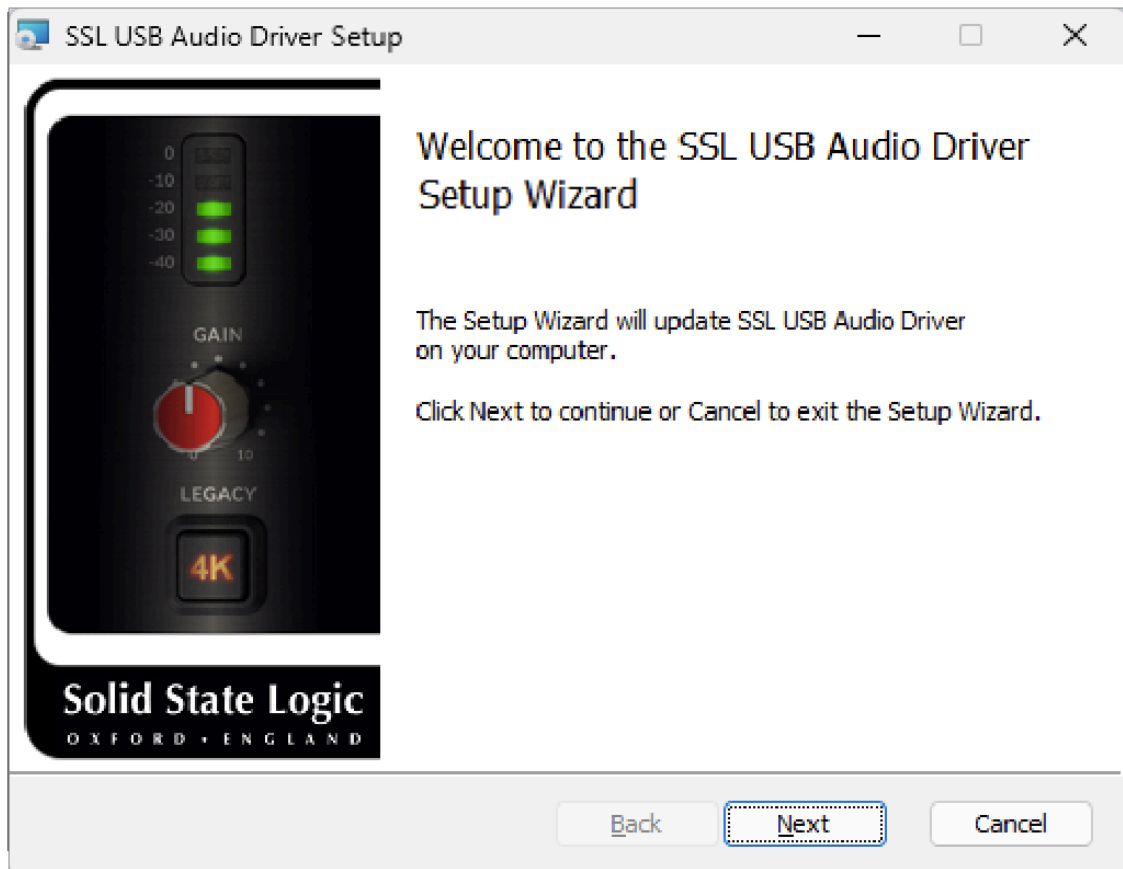 SSL USB Audio Driver Setup
Welcome to the SSL USB Audio Driver
Setup Wizard
The Setup Wizard will update SSL USB Audio Driver
on your computer.
Click Next to continue or Cancel to exit the Setup Wizard.
0
-10
-20
-30
-40
GAIN
0 10
LEGACY
4K
Solid State Logic
OXFORD • ENGLAND
Back Next Cancel